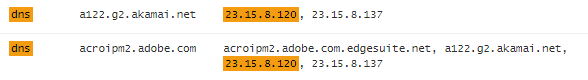 dns a122.g2.akamai.net 23.15.8.120, 23.15.8.137
dns acroipm2.adobe.com acroipm2.adobe.com.edgesuite.net, a122.g2.akamai.net,
23.15.8.120, 23.15.8.137